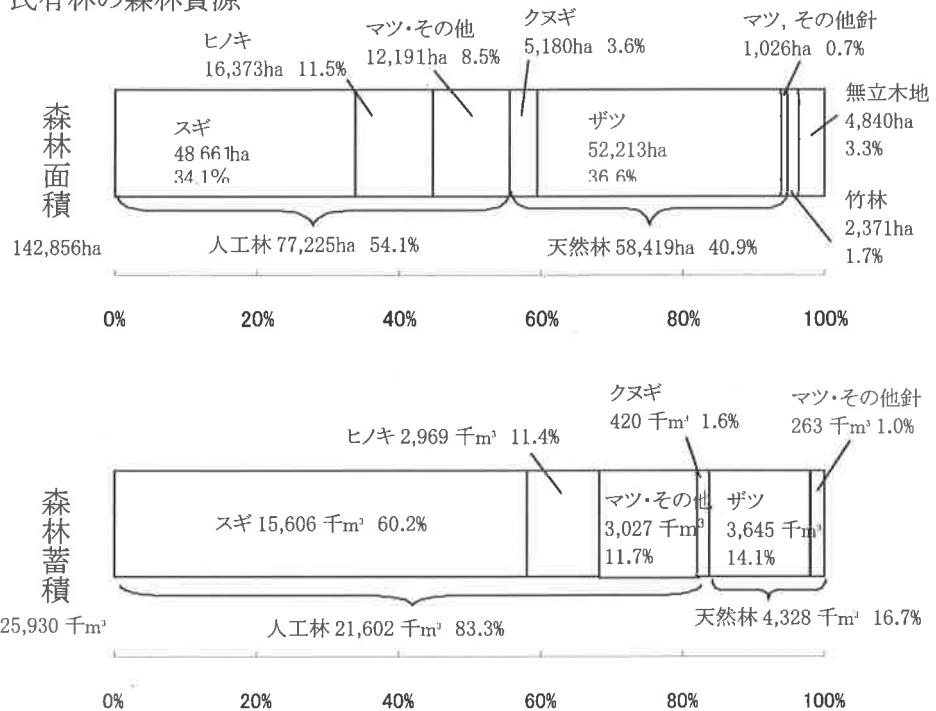 民有林の森林資源
ヒノキ
16,373ha 11.5%
マツ・その他
12,191ha 8.5%
クヌギ
5,180ha 3.6%
マツ, その他針
1,026ha 0.7%
森林面積
142,856ha
スギ
48,661ha
34.1%
ザツ
52,213ha
36.6%
無立木地
4,840ha
3.3%
竹林
2,371ha
1.7%
人工林 77,225ha 54.1%
天然林 58,419ha 40.9%
0% 20% 40% 60% 80% 100%
クヌギ
420 千m³ 1.6%
マツ・その他針
263 千m³ 1.0%
ヒノキ 2,969 千m³ 11.4%
森林蓄積
25,930 千m³
スギ 15,606 千m³ 60.2%
マツ・その他
3,027 千m³
11.7%
ザツ
3,645 千m³
14.1%
人工林 21,602 千m³ 83.3%
天然林 4,328 千m³ 16.7%
0% 20% 40% 60% 80% 100%